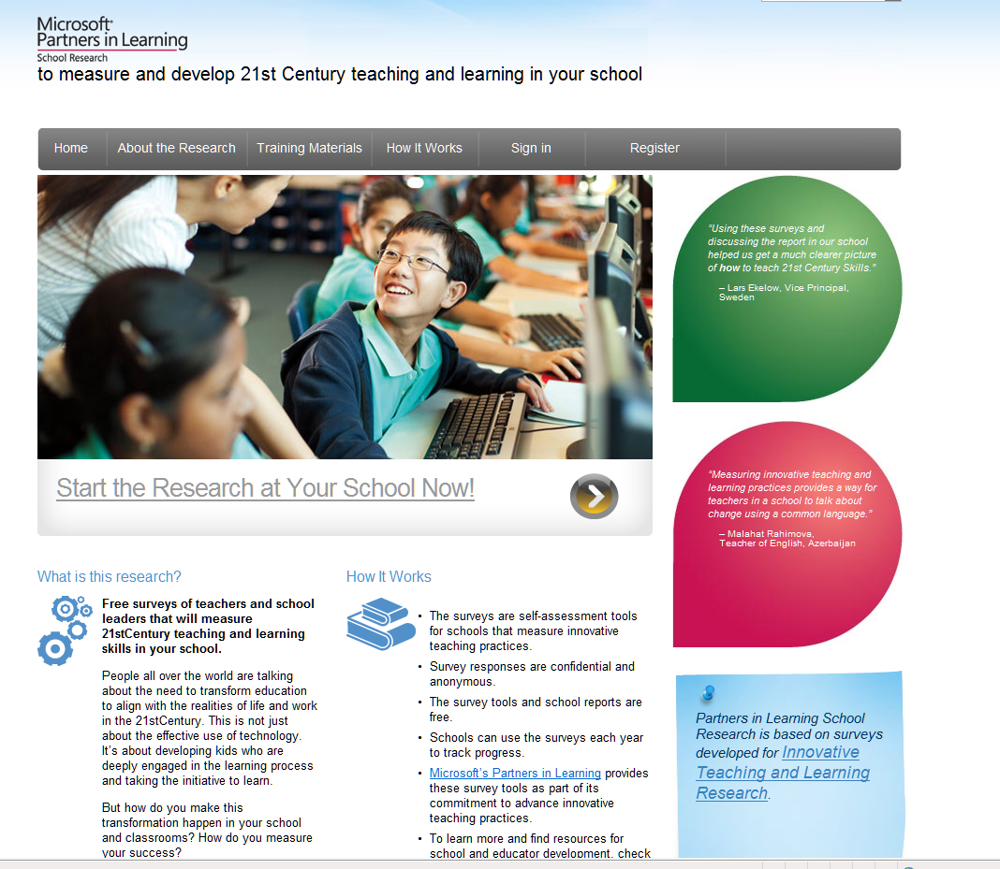 Microsoft®
Partners in Learning
School Research
to measure and develop 21st Century teaching and learning in your school
Home
About the Research
Training Materials
How It Works
Sign in
Register
Start the Research at Your School Now!
“Using these surveys and
discussing the report in our school
helped us get a much clearer picture
of how to teach 21st Century Skills.”
– Lars Ekelow, Vice Principal,
Sweden
“Measuring innovative teaching and
learning practices provides a way for
teachers in a school to talk about
change using a common language.”
– Malahat Rahimova,
Teacher of English, Azerbaijan
What is this research?
Free surveys of teachers and school
leaders that will measure
21stCentury teaching and learning
skills in your school.
People all over the world are talking
about the need to transform education
to align with the realities of life and work
in the 21stCentury. This is not just
about the effective use of technology.
It’s about developing kids who are
deeply engaged in the learning process
and taking the initiative to learn.
But how do you make this
transformation happen in your school
and classrooms? How do you measure
your success?
How It Works
• The surveys are self-assessment tools
for schools that measure innovative
teaching practices.
• Survey responses are confidential and
anonymous.
• The survey tools and school reports are
free.
• Schools can use the surveys each year
to track progress.
• Microsoft’s Partners in Learning provides
these survey tools as part of its
commitment to advance innovative
teaching practices.
• To learn more and find resources for
school and educator development, check
Partners in Learning School
Research is based on surveys
developed for Innovative
Teaching and Learning
Research.